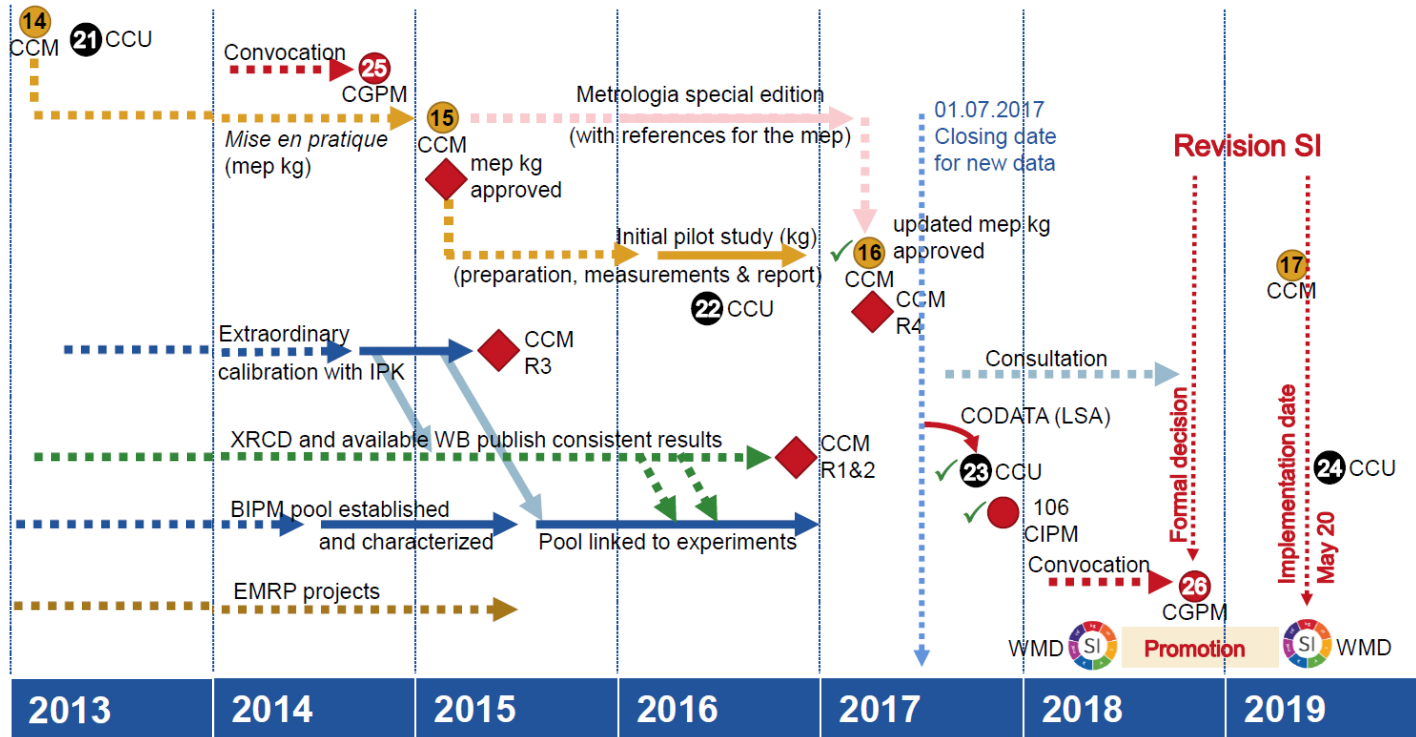 14
CCM
21 CCU
Convocation
25
CGPM
Mise en pratique
(mep kg)
15
CCM
mep kg
approved
Metrologia special edition
(with references for the mep)
01.07.2017
Closing date
for new data
Revision SI
Initial pilot study (kg)
(preparation, measurements & report)
16
CCM
updated mep kg
approved
17
CCM
22 CCU
CCM
R4
Extraordinary
calibration with IPK
CCM
R3
Consultation
XRCD and available WB publish consistent results
CCM
R1&2
CODATA (LSA)
23 CCU
Formal decision
Implementation date
May 20
24 CCU
BIPM pool established
and characterized
Pool linked to experiments
106
CIPM
Convocation
26
CGPM
EMRP projects
WMD
SI
Promotion
SI
WMD
2013
2014
2015
2016
2017
2018
2019